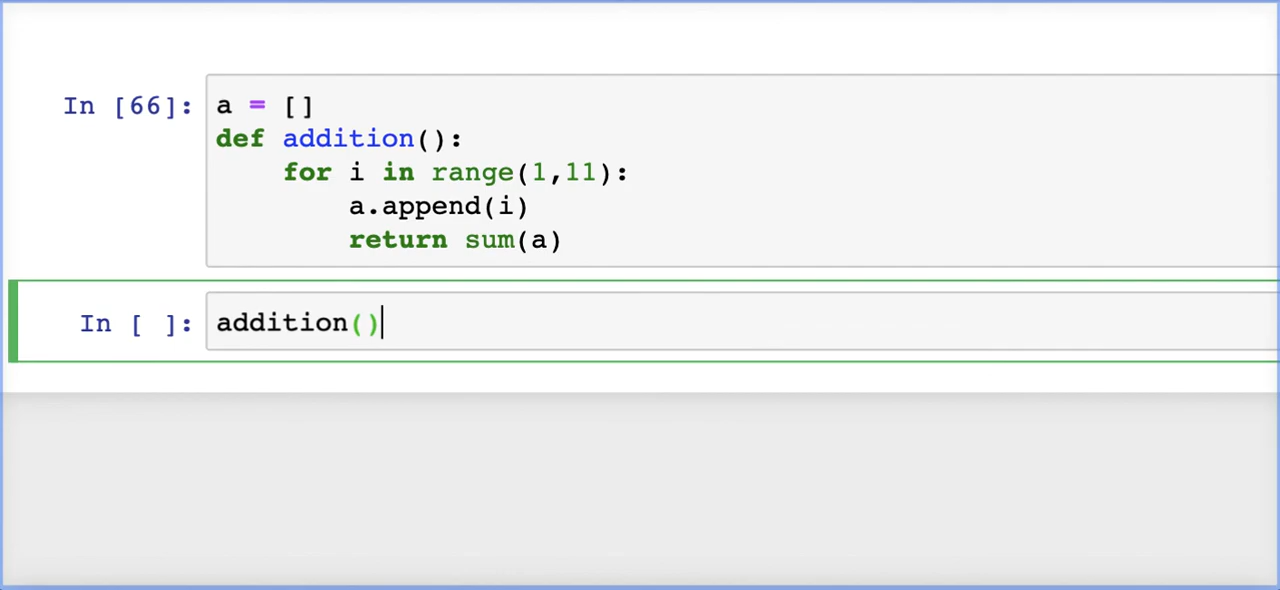 In [66]: a = []
def addition():
    for i in range(1,11):
        a.append(i)
        return sum(a)
In [ ]: addition()